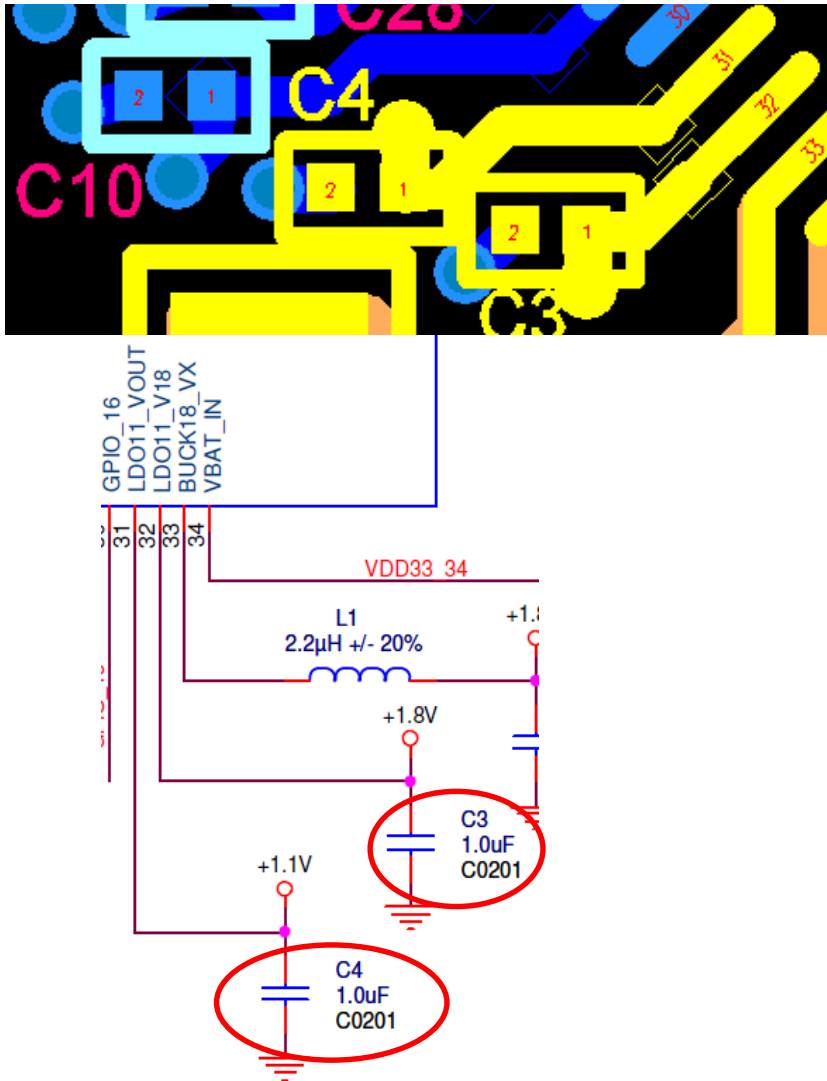 C28
30
31
32
33
2 1
C4
C10
2 1
2 1
C3
GPIO_16
LDO11_VOUT
LDO11_V18
BUCK18_VX
VBAT_IN
31
32
33
34
VDD33_34
L1
2.2µH +/- 20%
+1.8V
C3
1.0uF
C0201
+1.1V
C4
1.0uF
C0201